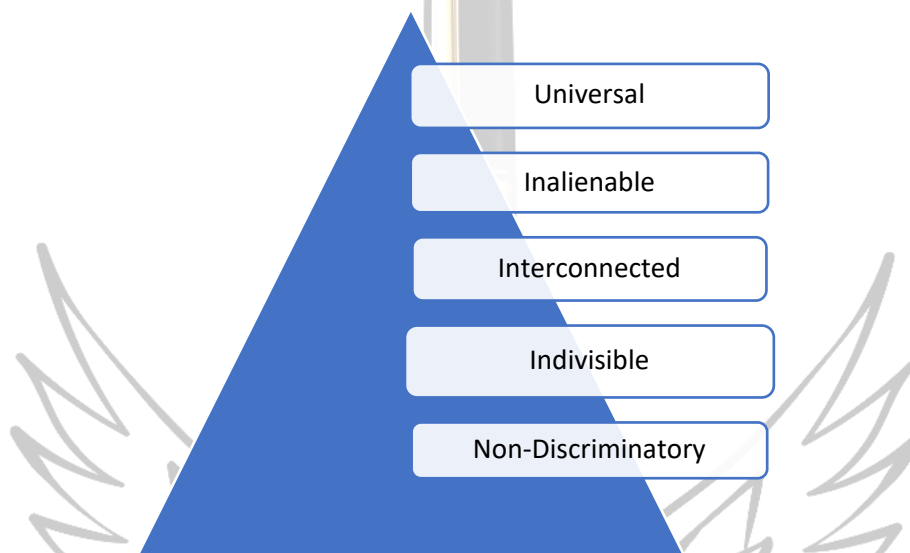 Universal
Inalienable
Interconnected
Indivisible
Non-Discriminatory